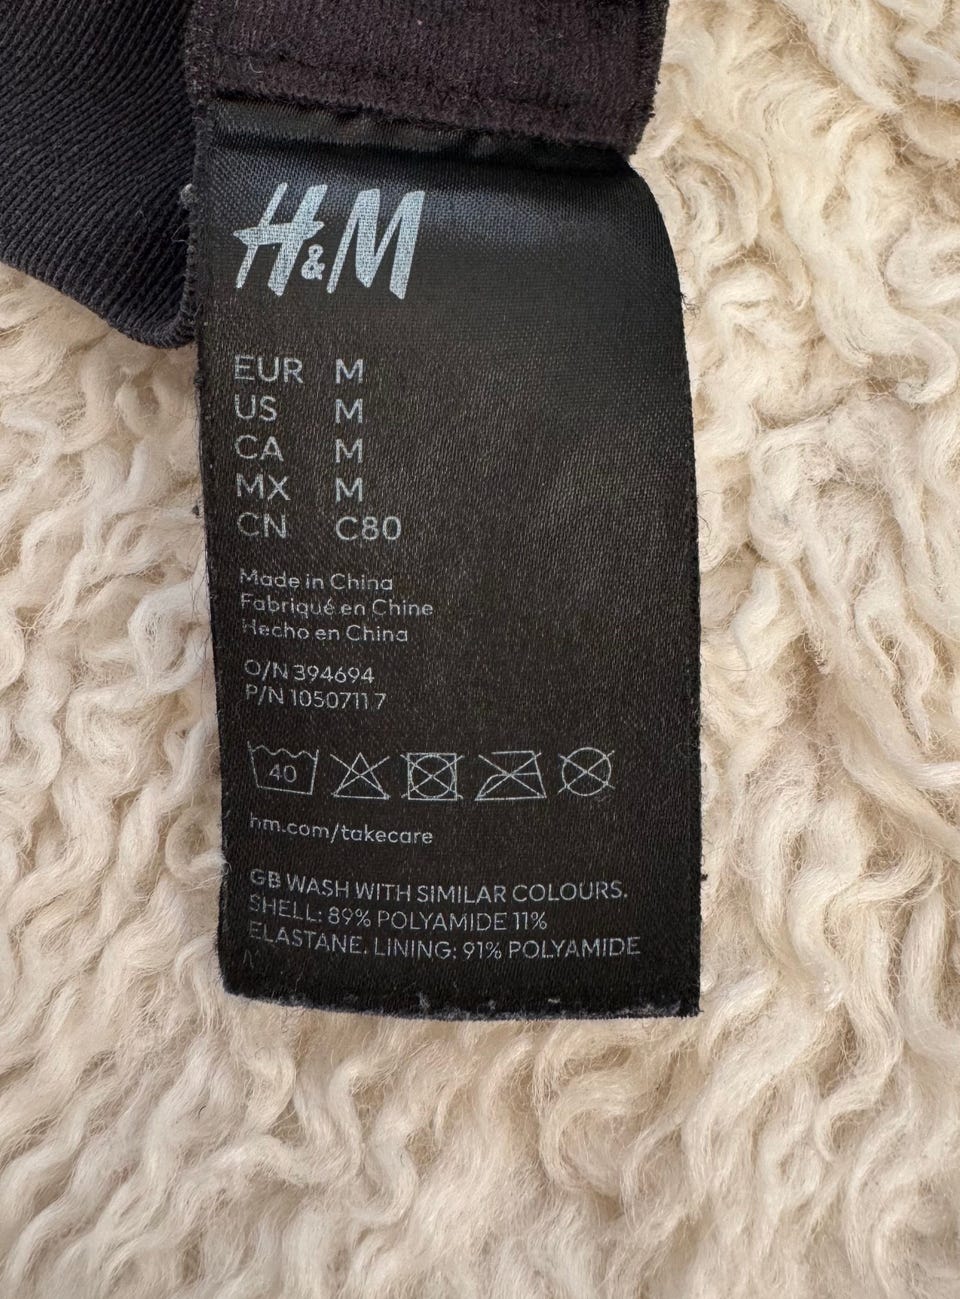 H&M
EUR M
US M
CA M
MX M
CN C80
Made in China
Fabriqué en Chine
Hecho en China
O/N 394694
P/N 10507117
40
hm.com/takecare
GB WASH WITH SIMILAR COLOURS.
SHELL: 89% POLYAMIDE 11%
ELASTANE. LINING: 91% POLYAMIDE